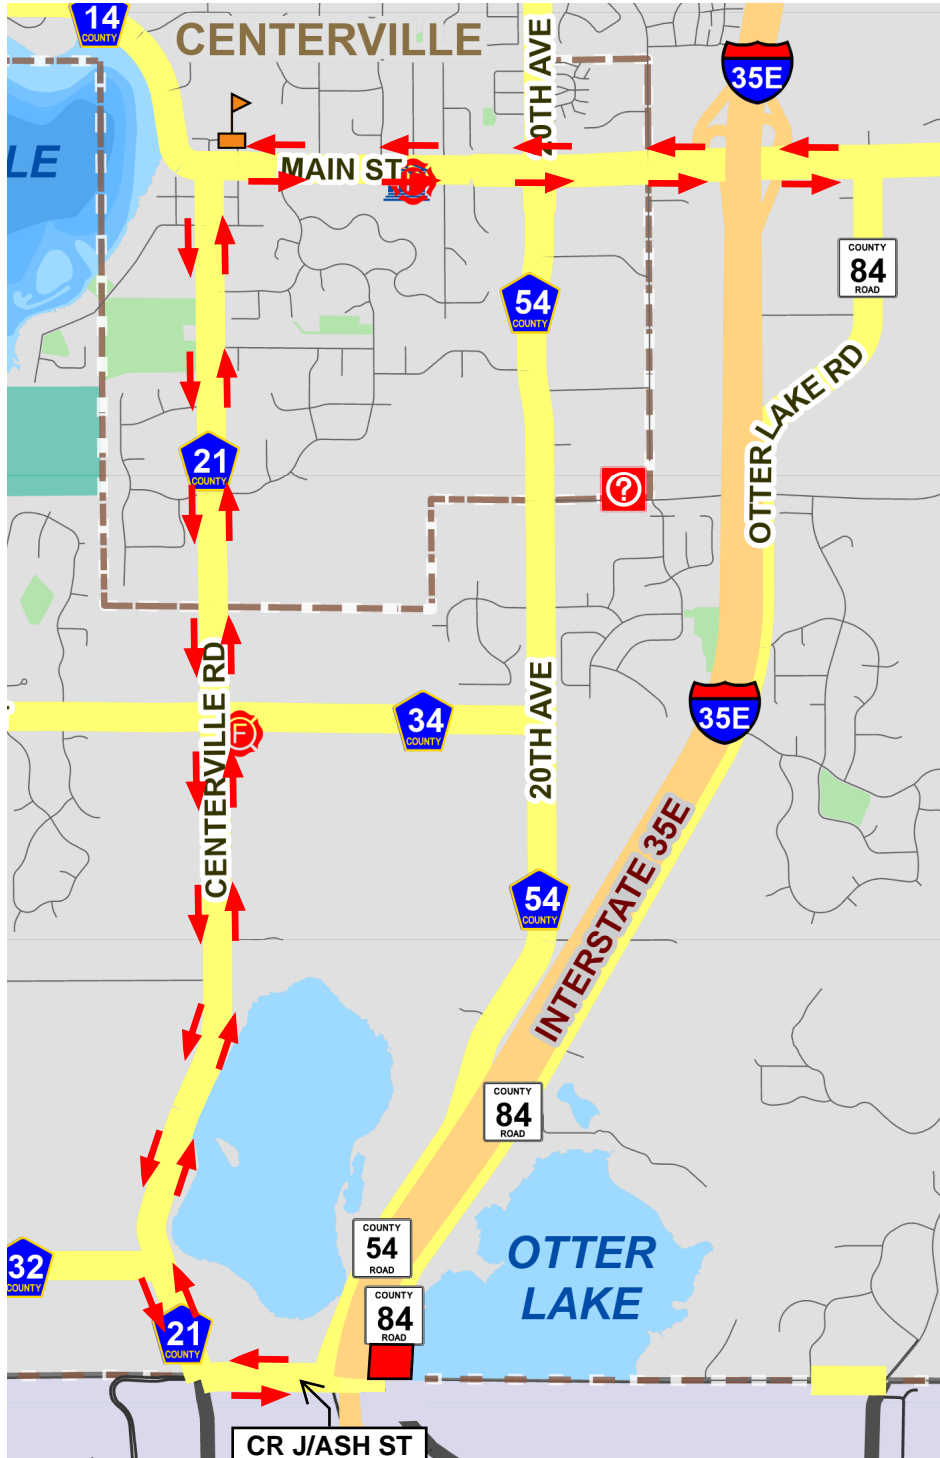 14
COUNTY
CENTERVILLE
20TH AVE
35E
LE
MAIN ST
COUNTY
84
ROAD
54
COUNTY
OTTER LAKE RD
21
COUNTY
?
CENTERVILLE RD
F
34
COUNTY
20TH AVE
35E
INTERSTATE 35E
54
COUNTY
COUNTY
84
ROAD
COUNTY
54
ROAD
OTTER
LAKE
32
COUNTY
COUNTY
84
ROAD
21
COUNTY
CR J/ASH ST